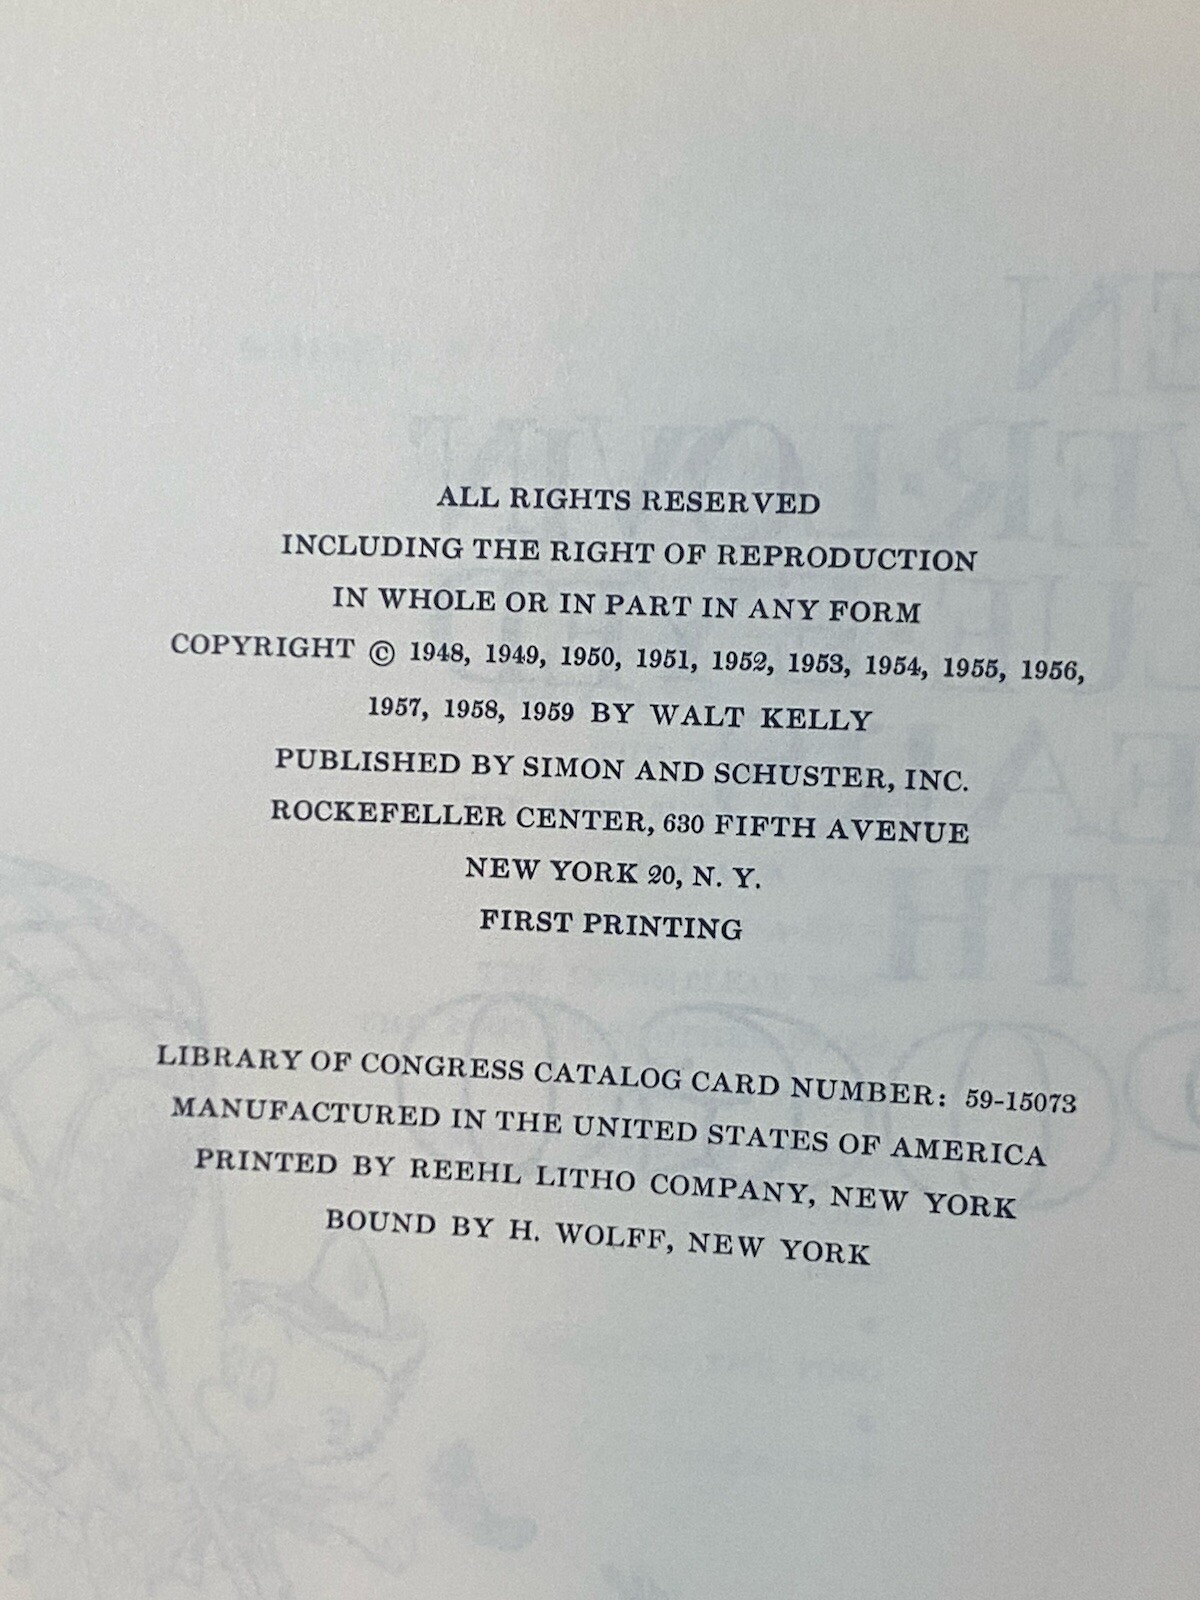 ALL RIGHTS RESERVED
INCLUDING THE RIGHT OF REPRODUCTION
IN WHOLE OR IN PART IN ANY FORM
COPYRIGHT © 1948, 1949, 1950, 1951, 1952, 1953, 1954, 1955, 1956,
1957, 1958, 1959 BY WALT KELLY
PUBLISHED BY SIMON AND SCHUSTER, INC.
ROCKEFELLER CENTER, 630 FIFTH AVENUE
NEW YORK 20, N. Y.
FIRST PRINTING
LIBRARY OF CONGRESS CATALOG CARD NUMBER: 59-15073
MANUFACTURED IN THE UNITED STATES OF AMERICA
PRINTED BY REEHL LITHO COMPANY, NEW YORK
BOUND BY H. WOLFF, NEW YORK